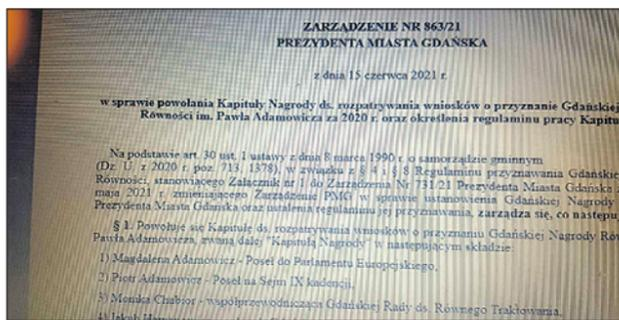 ZARZĄDZENIE NR 863/21
PREZYDENTA MIASTA GDAŃSKA
z dnia 15 czerwca 2021 r.
w sprawie powołania Kapituły Nagrody ds. rozpatrywania wniosków o przyznanie Gdańskiej
Równości im. Pawła Adamowicza za 2020 r. oraz określenia regulaminu pracy Kapitu
Na podstawie art. 30 ust. 1 ustawy z dnia 8 marca 1990 r. o samorządzie gminnym
(Dz. U. z 2020 r. poz. 713, 1378), w związku z § 4 i § 8 Regulaminu przyznawania Gdańskie
Równości, stanowiącego Załącznik nr 1 do Zarządzenia Nr 731/21 Prezydenta Miasta Gdańska
maja 2021 r. zmieniającego Zarządzenie PMG w sprawie ustanowienia Gdańskiej Nagrody
Prezydenta Miasta Gdańska oraz ustalenia regulaminu jej przyznawania, zarządza się, co następuj
§ 1. Powołuje się Kapitułę ds. rozpatrywania wniosków o przyznanie Gdańskiej Nagrody Rów
Pawła Adamowicza, zwaną dalej "Kapitułą Nagrody" w następującym składzie:
1) Magdalena Adamowicz - Poseł do Parlamentu Europejskiego,
2) Piotr Adamowicz - Poseł na Sejm IX kadencji,
3) Monika Chabior - współprzewodnicząca Gdańskiej Rady ds. Równego Traktowania,
4) Jakub